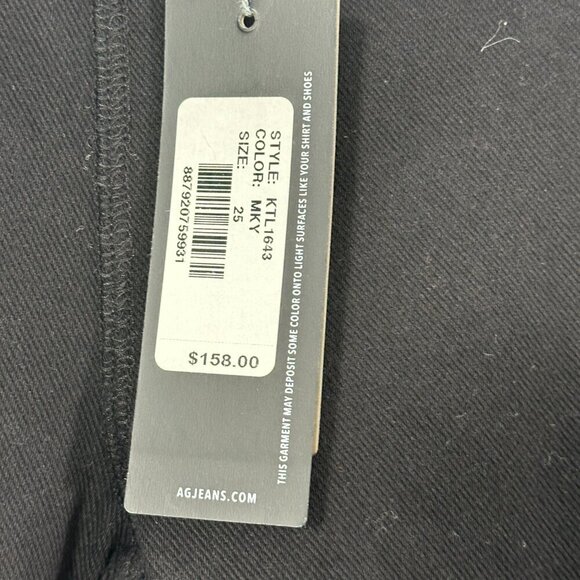 STYLE: KTL1643
COLOR: MKY
SIZE: 25
887920759931
$158.00
AGJEANS.COM
THIS GARMENT MAY DEPOSIT SOME COLOR ONTO LIGHT SURFACES LIKE YOUR SHIRT AND SHOES